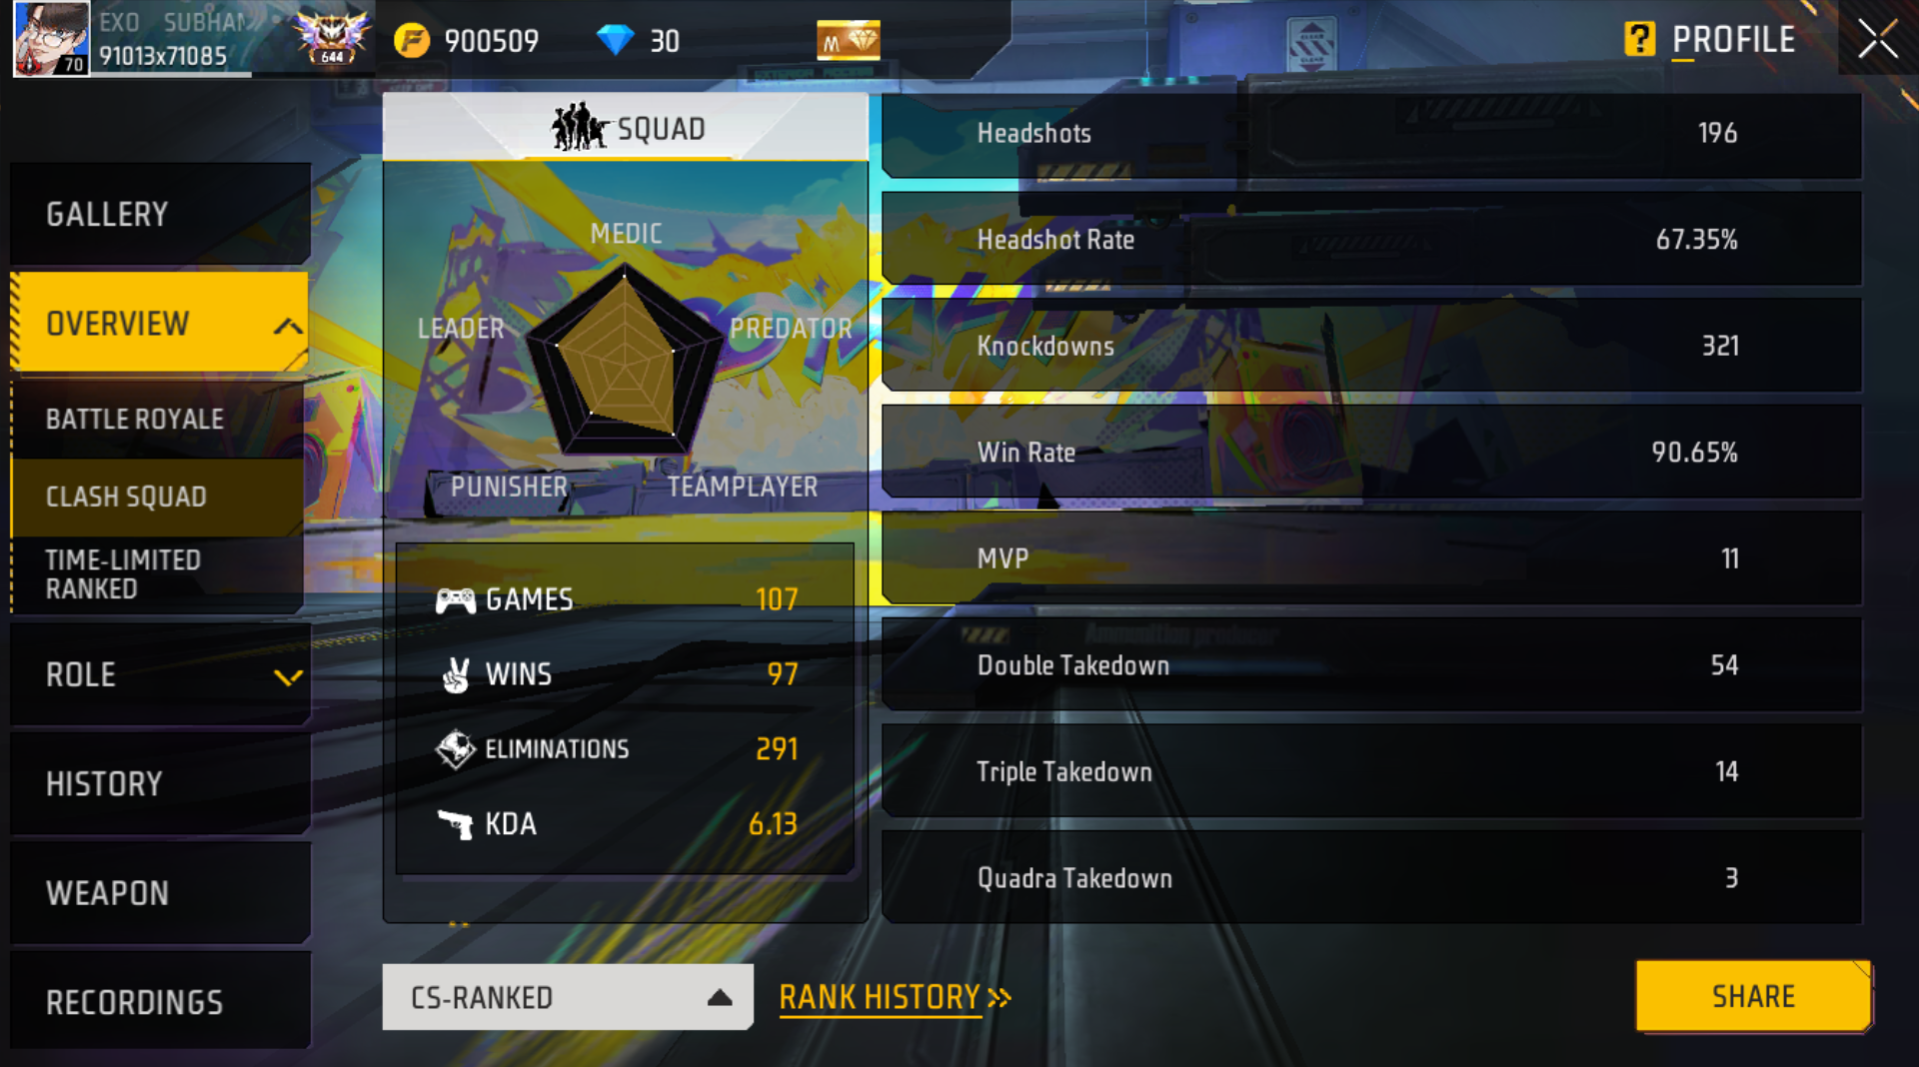 EXO SUBHAN
91013x71085
70
644
900509
30
M
? PROFILE
GALLERY
OVERVIEW
BATTLE ROYALE
CLASH SQUAD
TIME-LIMITED
RANKED
ROLE
HISTORY
WEAPON
RECORDINGS
SQUAD
MEDIC
LEADER
PREDATOR
PUNISHER
TEAMPLAYER
GAMES 107
WINS 97
ELIMINATIONS 291
KDA 6.13
Headshots 196
Headshot Rate 67.35%
Knockdowns 321
Win Rate 90.65%
MVP 11
Ammunition producer
Double Takedown 54
Triple Takedown 14
Quadra Takedown 3
CS-RANKED
RANK HISTORY
SHARE